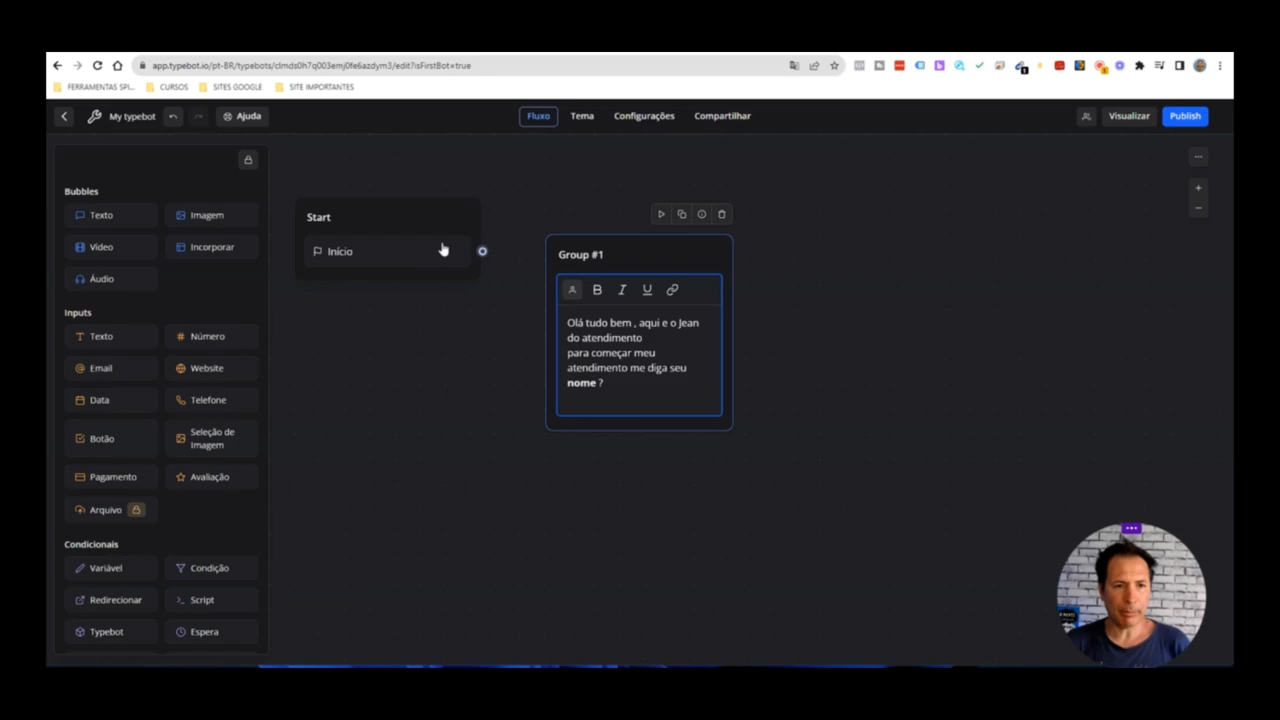 app.typebot.io/pt-BR/typebots/clmds0h7q003emj0fe6azdym3/edit?isFirstBot=true
FERRAMENTAS SPI... CURSOS SITES GOOGLE SITE IMPORTANTES
My typebot Ajuda Fluxo Tema Configurações Compartilhar Visualizar Publish
Bubbles
Texto Imagem
Vídeo Incorporar
Áudio
Inputs
Texto Número
Email Website
Data Telefone
Botão Seleção de
Imagem
Pagamento Avaliação
Arquivo
Condicionais
Variável Condição
Redirecionar Script
Typebot Espera
Start
Início
Group #1
B I U
Olá tudo bem , aqui e o Jean
do atendimento
para começar meu
atendimento me diga seu
nome ?